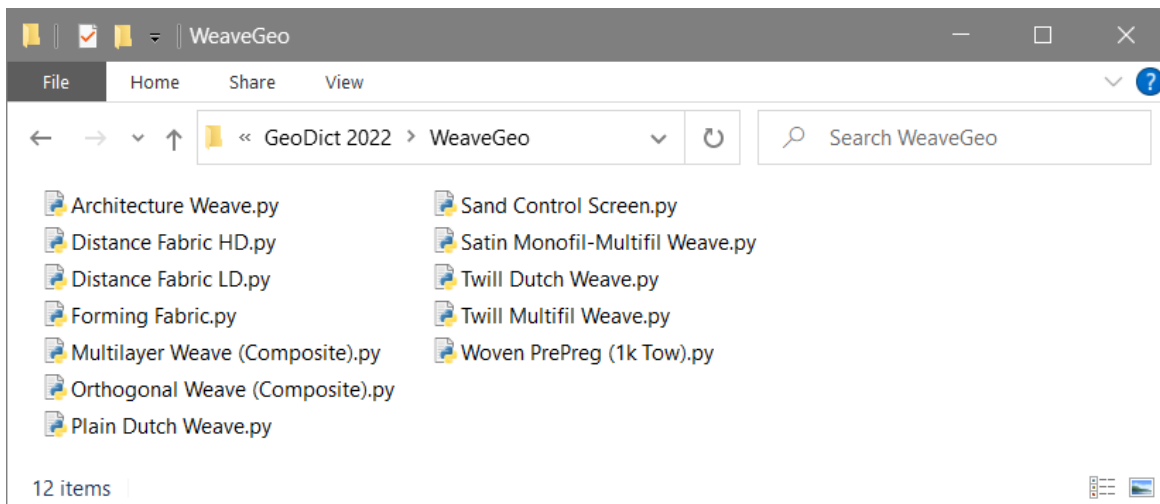 WeaveGeo
File Home Share View ?
« GeoDict 2022 > WeaveGeo Search WeaveGeo
Architecture Weave.py
Distance Fabric HD.py
Distance Fabric LD.py
Forming Fabric.py
Multilayer Weave (Composite).py
Orthogonal Weave (Composite).py
Plain Dutch Weave.py
Sand Control Screen.py
Satin Monofil-Multifil Weave.py
Twill Dutch Weave.py
Twill Multifil Weave.py
Woven PrePreg (1k Tow).py
12 items